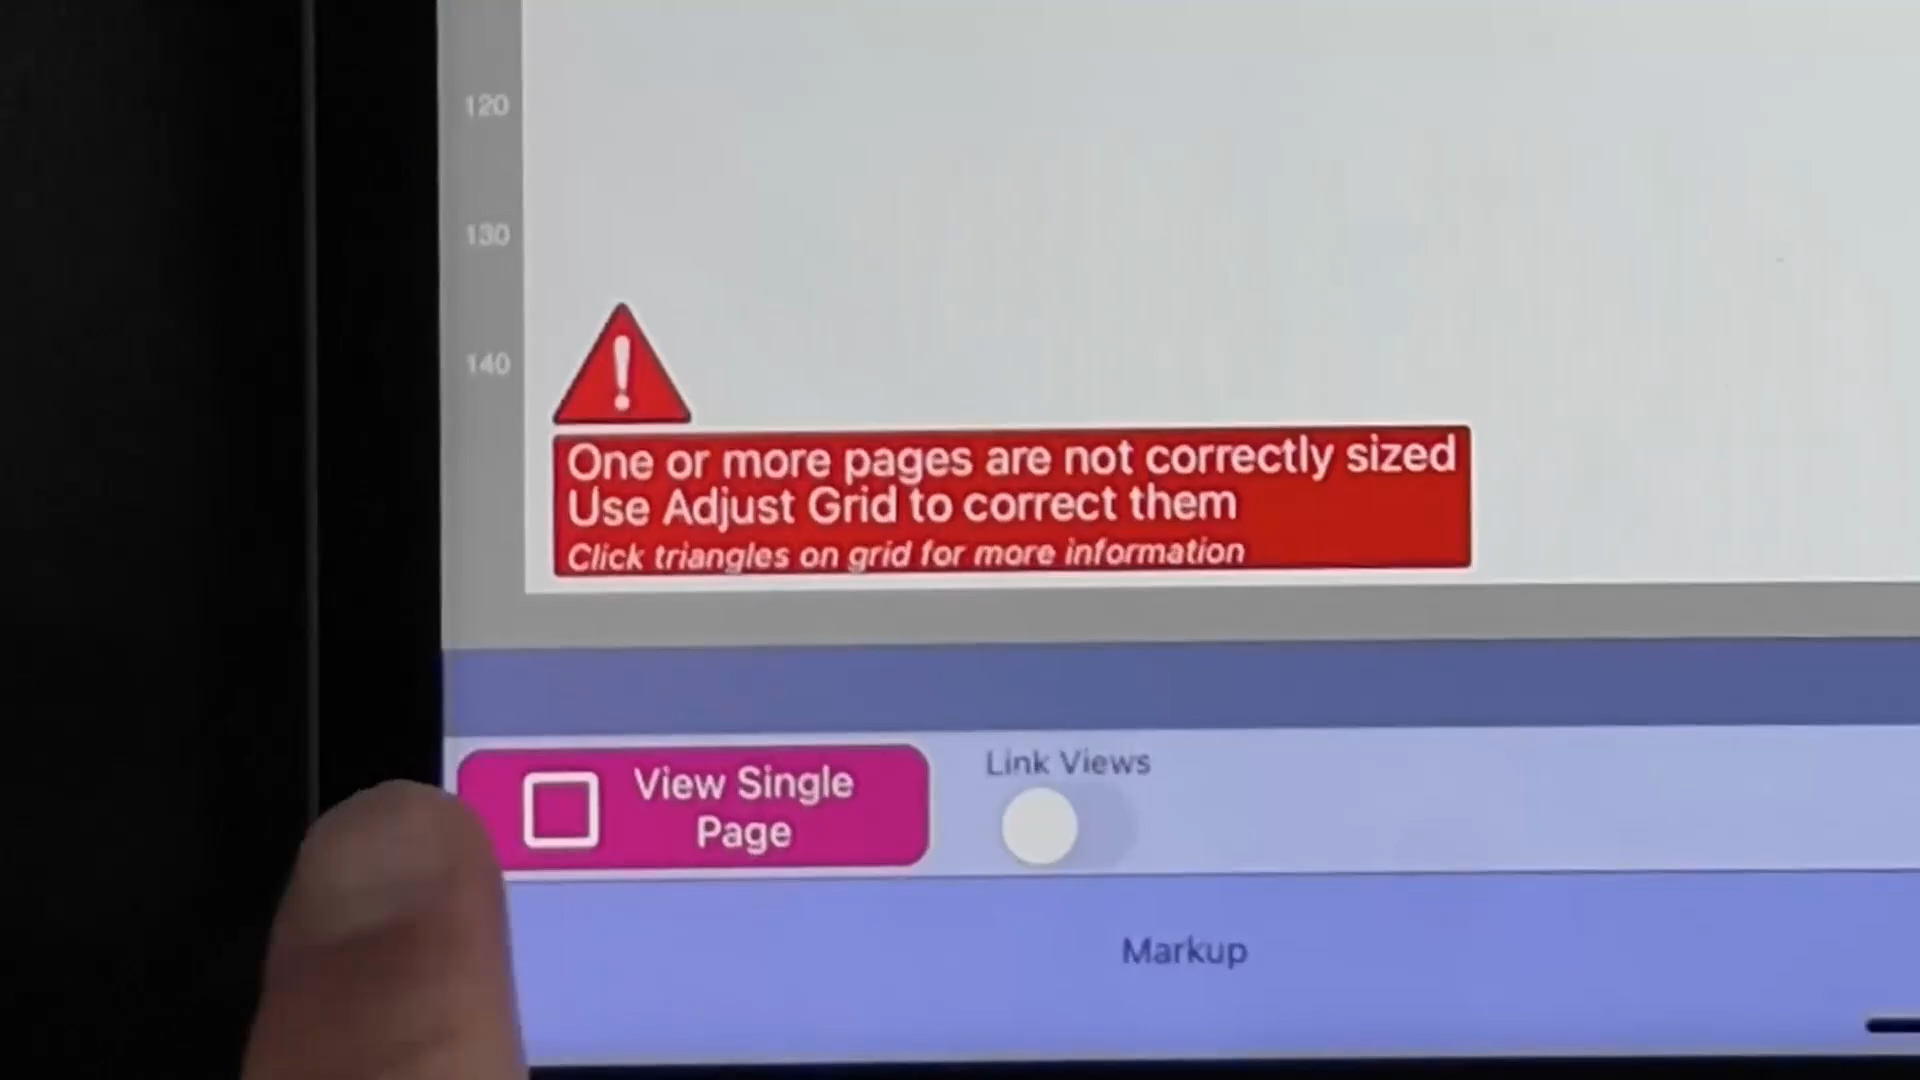 120
130
140
!
One or more pages are not correctly sized
Use Adjust Grid to correct them
Click triangles on grid for more information
View Single
Page
Link Views
Markup